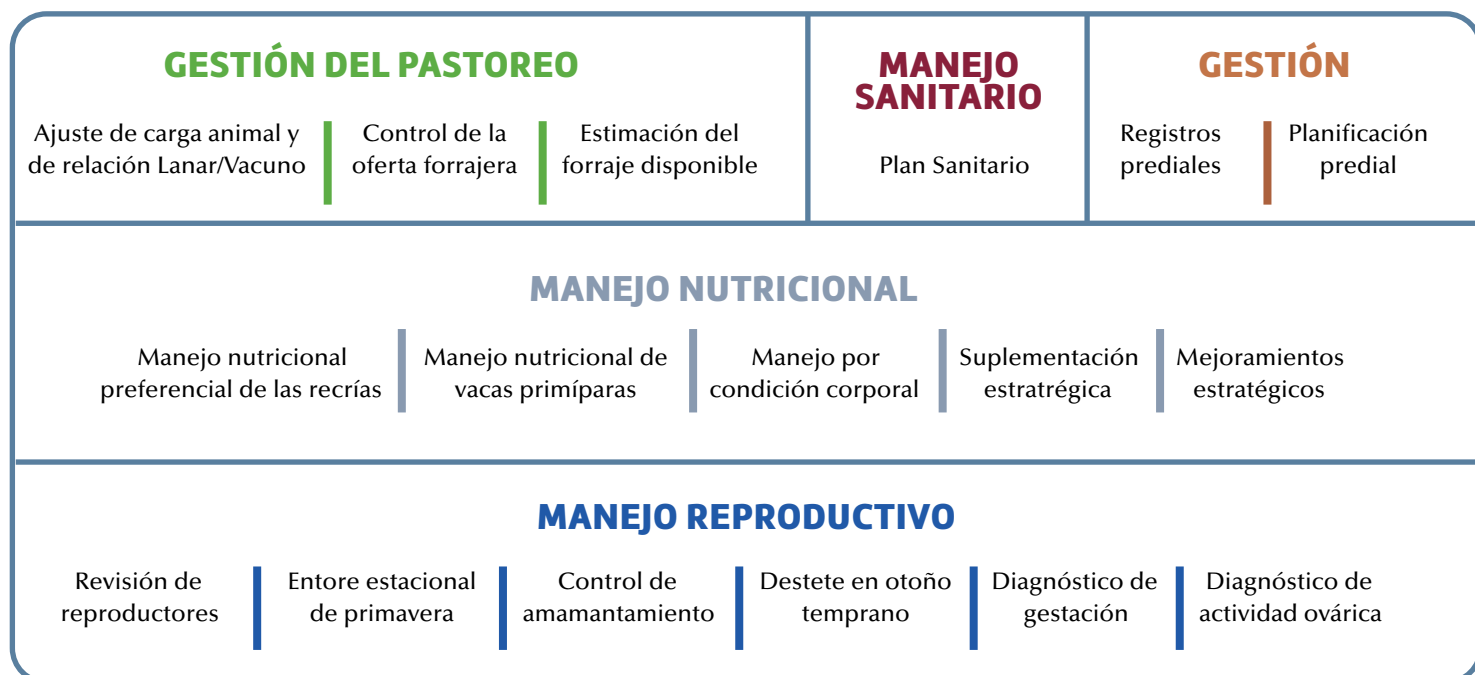 GESTIÓN DEL PASTOREO
Ajuste de carga animal y
de relación Lanar/Vacuno
Control de la
oferta forrajera
Estimación del
forraje disponible
MANEJO
SANITARIO
Plan Sanitario
GESTIÓN
Registros
prediales
Planificación
predial
MANEJO NUTRICIONAL
Manejo nutricional
preferencial de las recrías
Manejo nutricional de
vacas primíparas
Manejo por
condición corporal
Suplementación
estratrégica
Mejoramientos
estratégicos
MANEJO REPRODUCTIVO
Revisión de
reproductores
Entore estacional
de primavera
Control de
amamantamiento
Destete en otoño
temprano
Diagnóstico de
gestación
Diagnóstico de
actividad ovárica